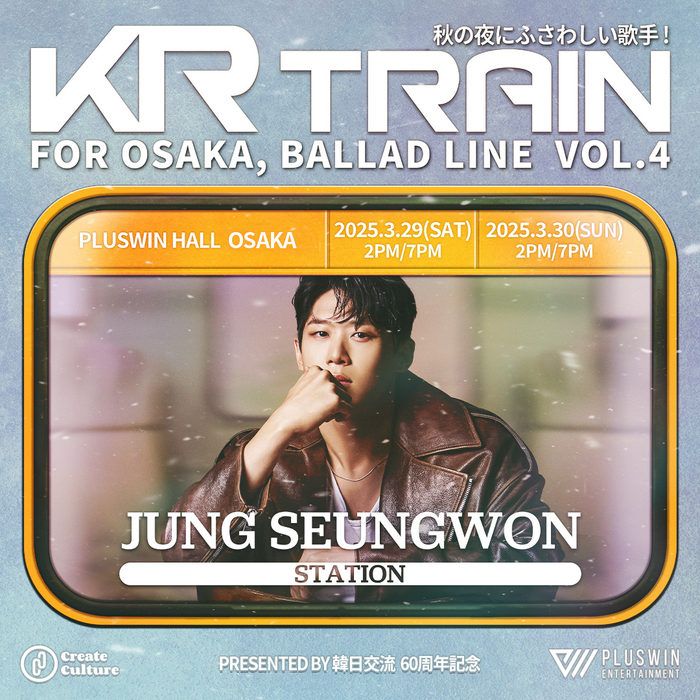 秋の夜にふさわしい歌手!
KR TRAIN
FOR OSAKA, BALLAD LINE VOL.4
PLUSWIN HALL OSAKA
2025.3.29(SAT)
2PM/7PM
2025.3.30(SUN)
2PM/7PM
JUNG SEUNGWON
STATION
Create
Culture
PRESENTED BY 韓日交流 60周年記念
PLUSWIN
ENTERTAINMENT